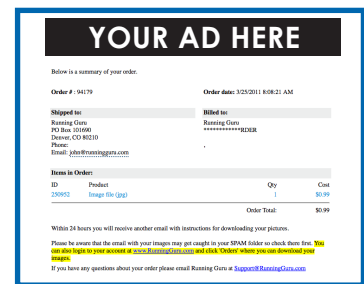 YOUR AD HERE
Below is a summary of your order.
Order # : 94179 Order date: 3/25/2011 8:08:21 AM
Shipped to: Billed to:
Running Guru Running Guru
PO Box 101690 ***********RDER
Denver, CO 80210
Phone: ,
Email: john@runningguru.com
Items in Order:
ID Product Qty Cost
250952 Image file (jpg) 1 $0.99
Order Total: $0.99
Within 24 hours you will receive another email with instructions for downloading your pictures.
Please be aware that the email with your images may get caught in your SPAM folder so check there first. You
can also login to your account at www.RunningGuru.com and click 'Orders' where you can download your
images.
If you have any questions about your order please email Running Guru at Support@RunningGuru.com